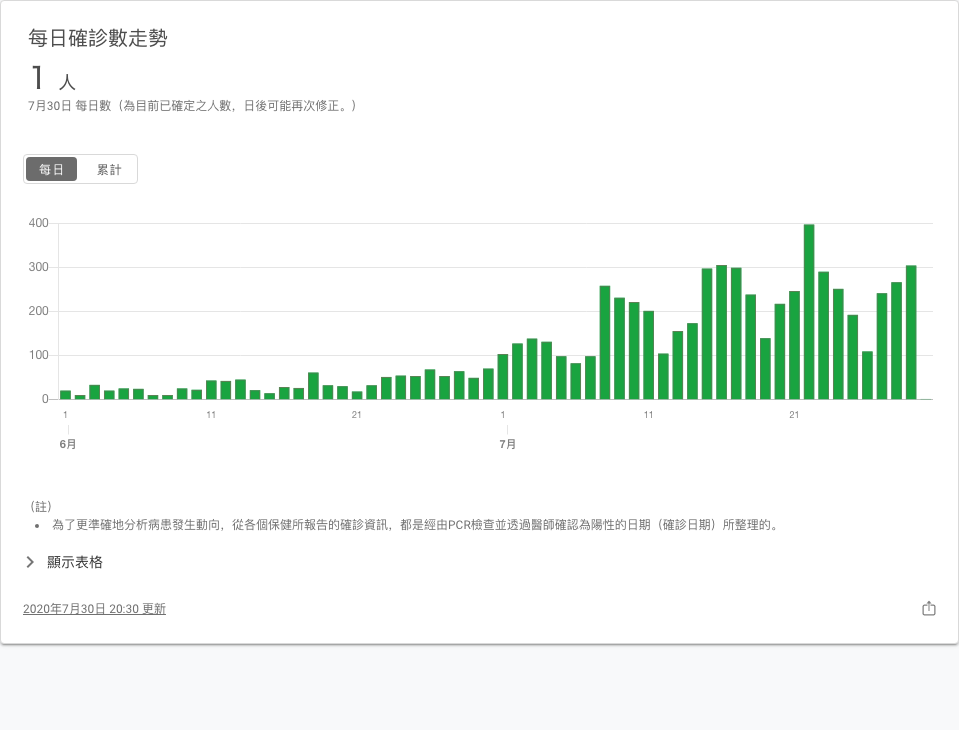 每日確診數走勢
1 人
7月30日 每日數（為目前已確定之人數，日後可能再次修正。）
每日 累計
400
300
200
100
0
1 11 21 1 11 21
6月 7月
（註）
• 為了更準確地分析病患發生動向，從各個保健所報告的確診資訊，都是經由PCR檢查並透過醫師確認為陽性的日期（確診日期）所整理的。
顯示表格
2020年7月30日 20:30 更新